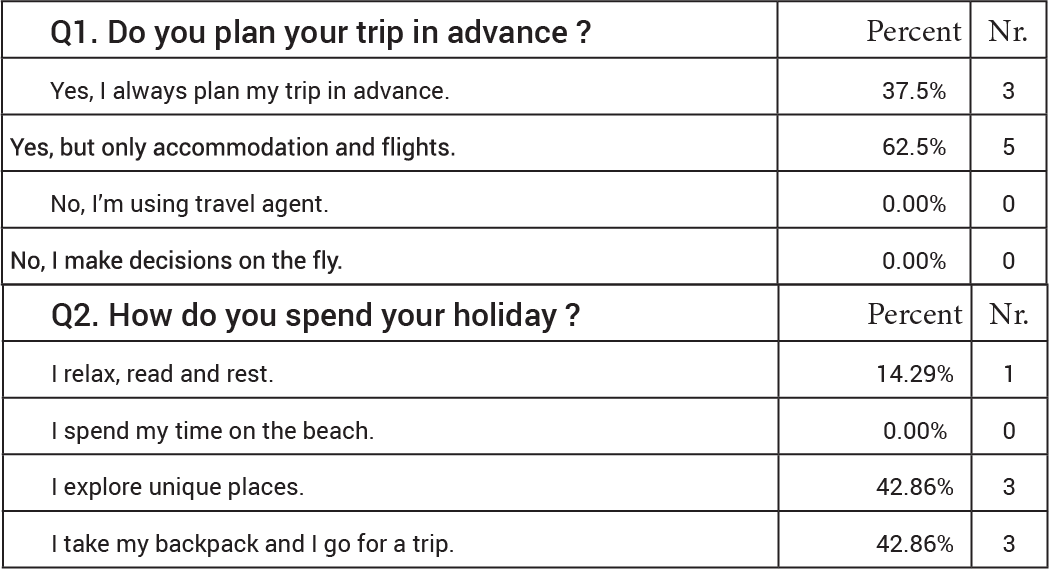 Q1. Do you plan your trip in advance ? Percent Nr.
Yes, I always plan my trip in advance. 37.5% 3
Yes, but only accommodation and flights. 62.5% 5
No, I’m using travel agent. 0.00% 0
No, I make decisions on the fly. 0.00% 0
Q2. How do you spend your holiday ? Percent Nr.
I relax, read and rest. 14.29% 1
I spend my time on the beach. 0.00% 0
I explore unique places. 42.86% 3
I take my backpack and I go for a trip. 42.86% 3